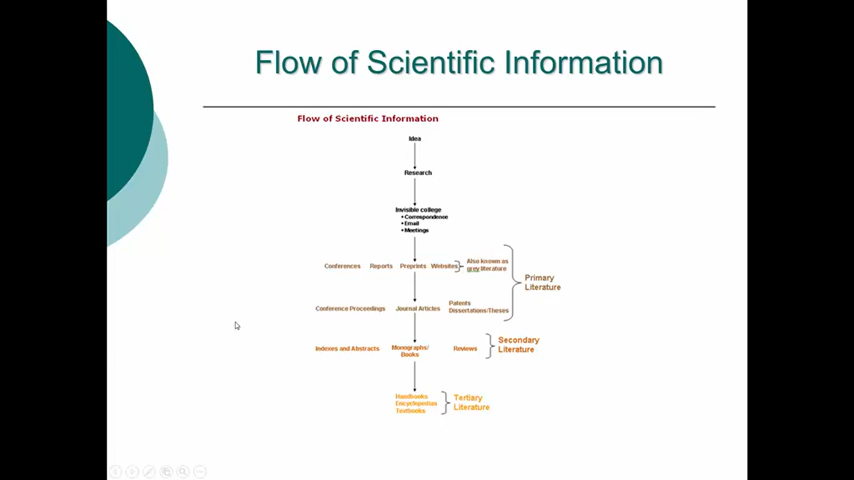 Flow of Scientific Information
Flow of Scientific Information
Idea
Research
Invisible college
• Correspondence
• Email
• Meetings
Conferences Reports Preprints Websites Also known as
grey literature
Primary
Literature
Conference Proceedings Journal Articles Patents
Dissertations/Theses
Indexes and Abstracts Monographs/
Books
Reviews
Secondary
Literature
Handbooks
Encyclopedias
Textbooks
Tertiary
Literature